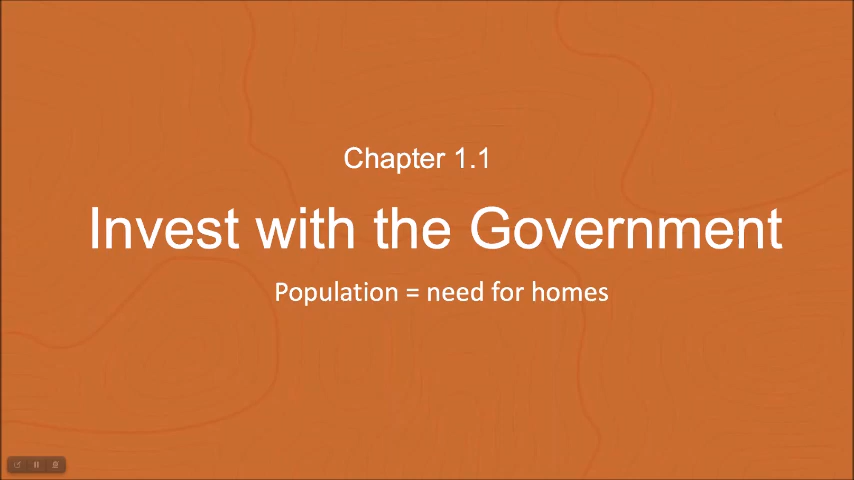 Chapter 1.1
Invest with the Government
Population = need for homes